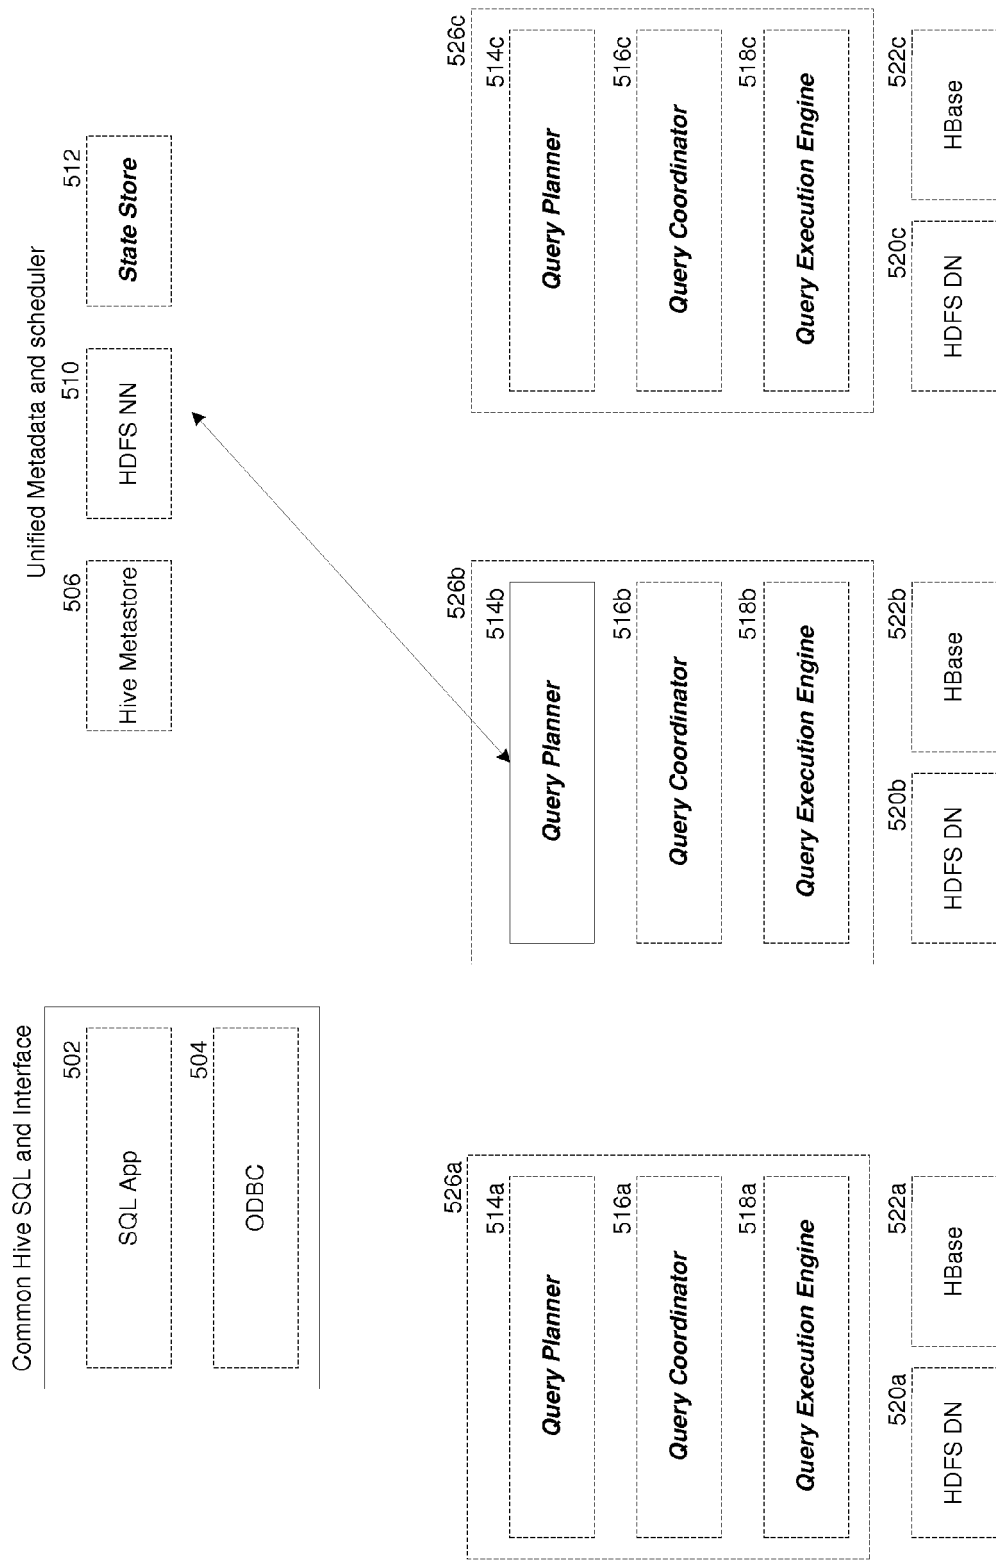 Common Hive SQL and Interface
502
SQL App
504
ODBC
Unified Metadata and scheduler
506
Hive Metastore
510
HDFS NN
512
State Store
526a
514a
Query Planner
516a
Query Coordinator
518a
Query Execution Engine
520a
HDFS DN
522a
HBase
526b
514b
Query Planner
516b
Query Coordinator
518b
Query Execution Engine
520b
HDFS DN
522b
HBase
526c
514c
Query Planner
516c
Query Coordinator
518c
Query Execution Engine
520c
HDFS DN
522c
HBase